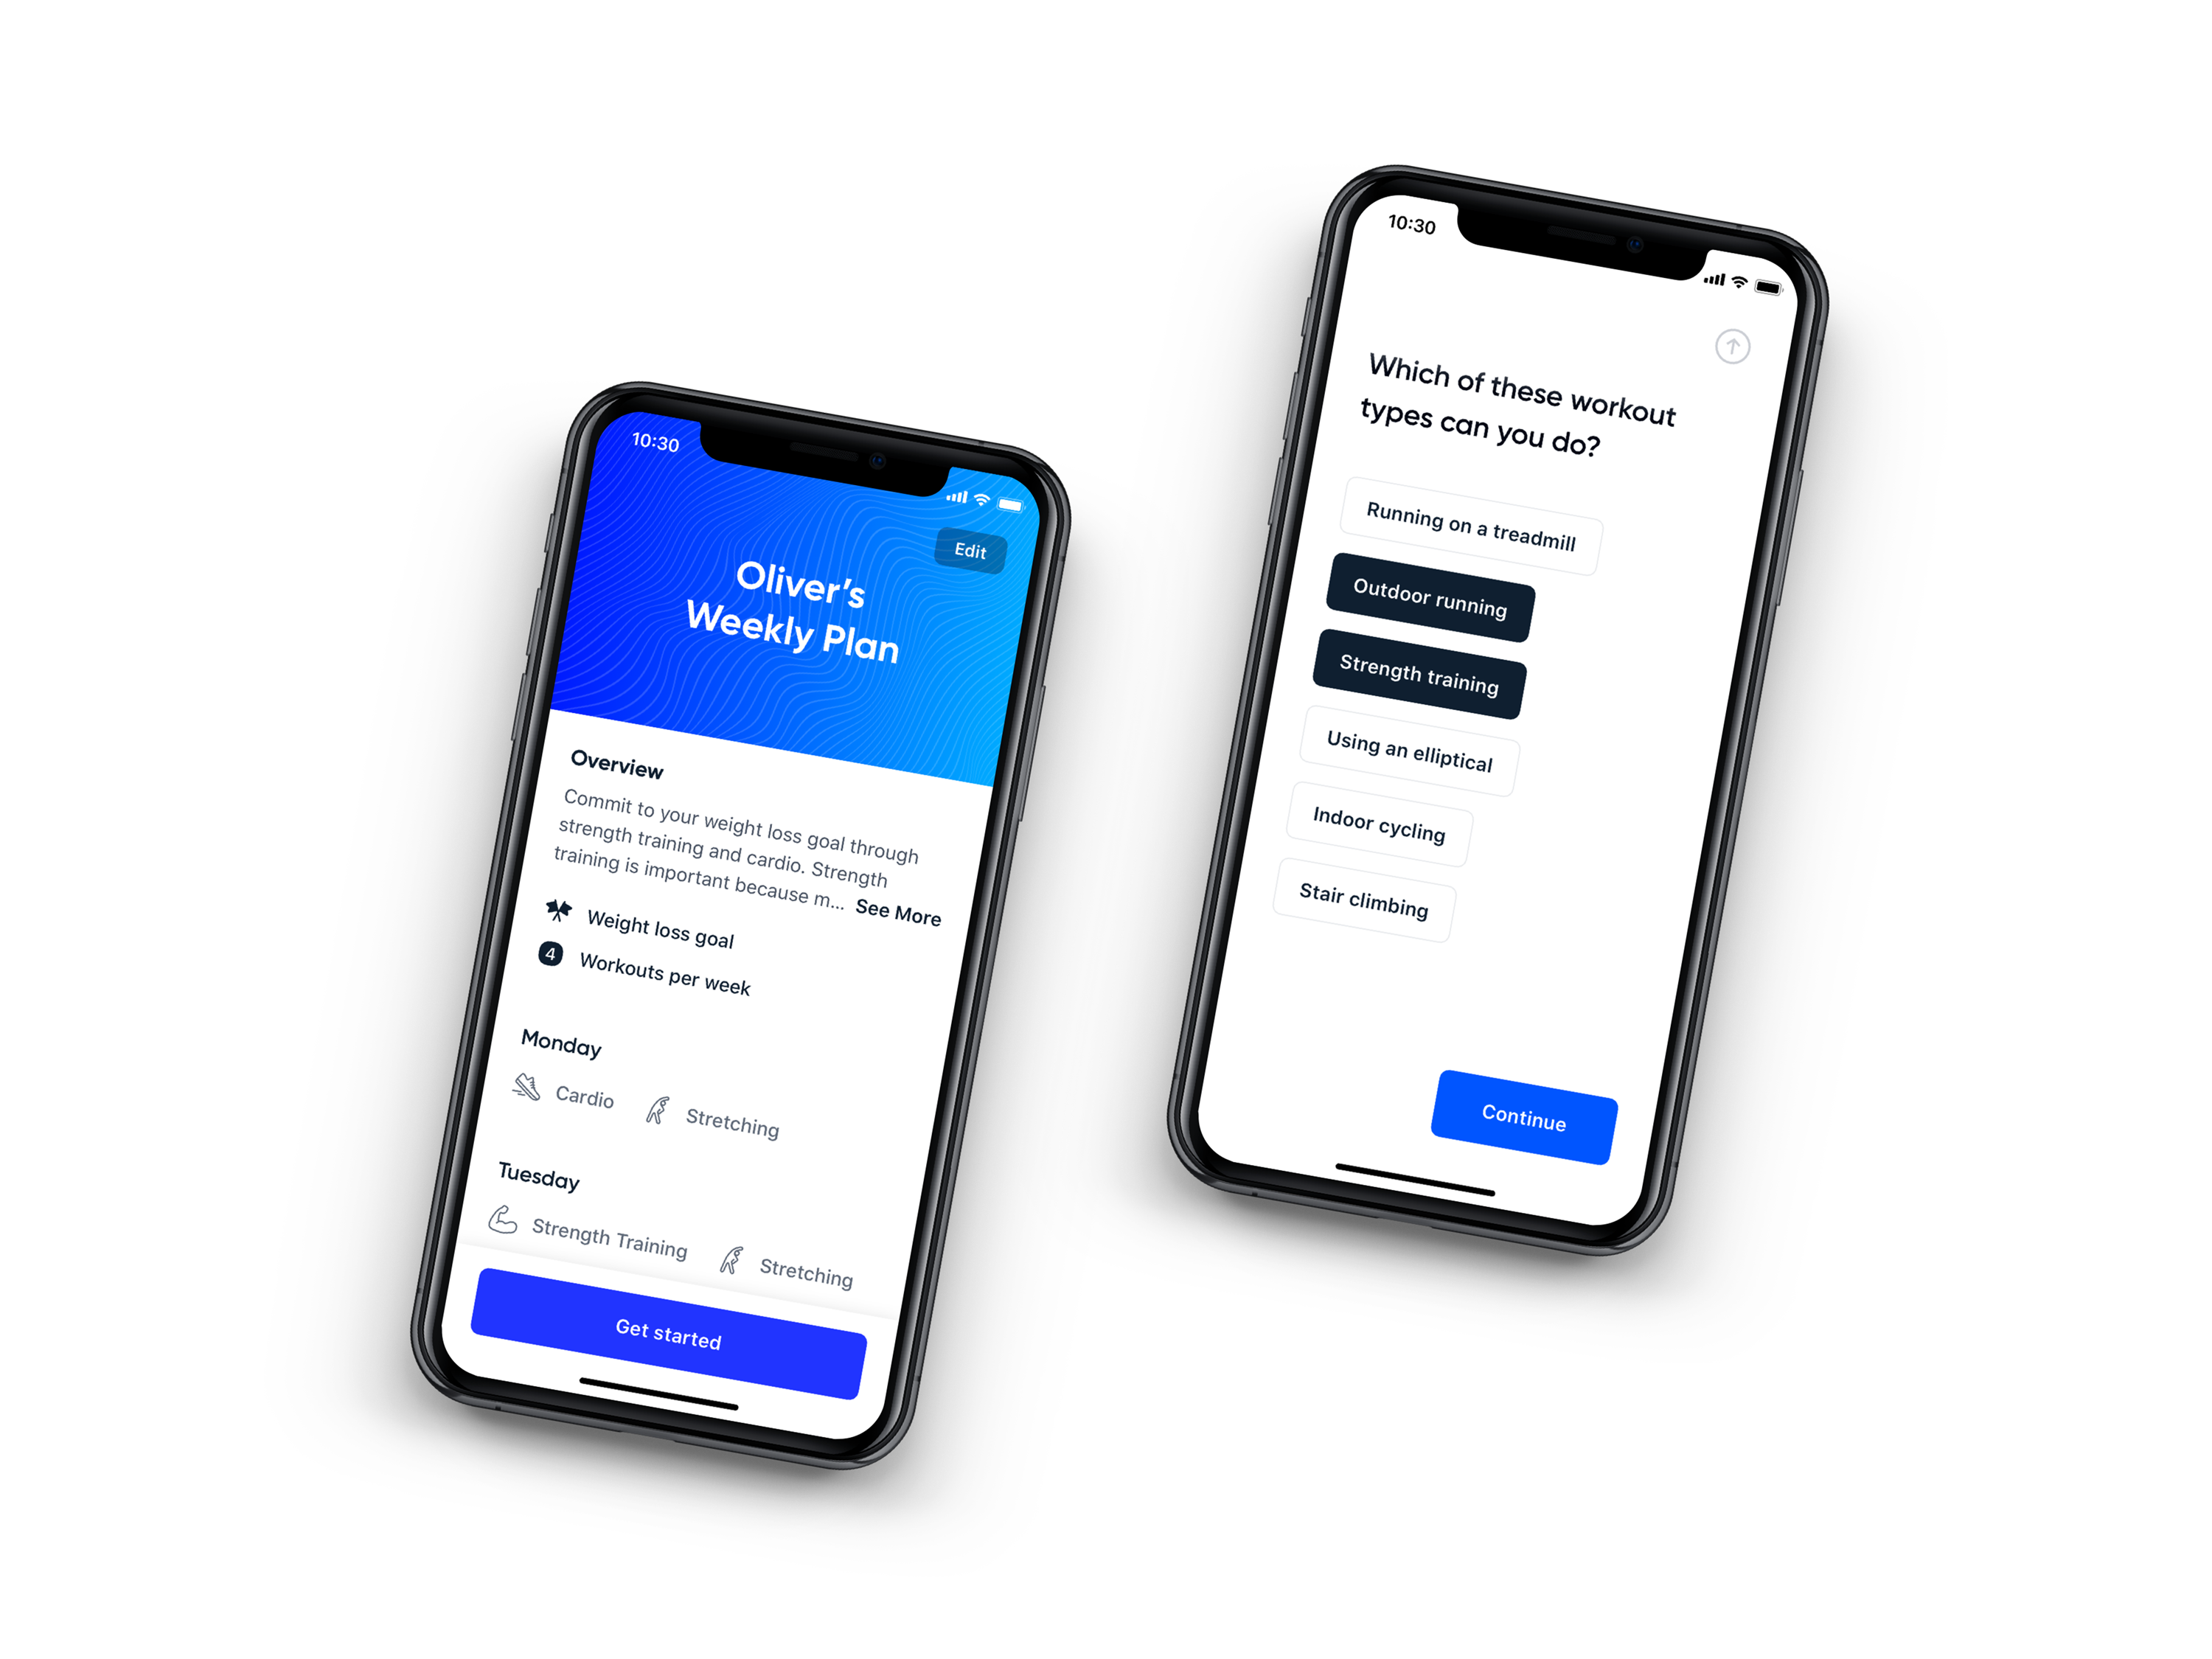 10:30
Edit
Oliver’s
Weekly Plan
Overview
Commit to your weight loss goal through
strength training and cardio. Strength
training is important because m... See More
Weight loss goal
4 Workouts per week
Monday
Cardio Stretching
Tuesday
Strength Training Stretching
Get started
10:30
Which of these workout
types can you do?
Running on a treadmill
Outdoor running
Strength training
Using an elliptical
Indoor cycling
Stair climbing
Continue